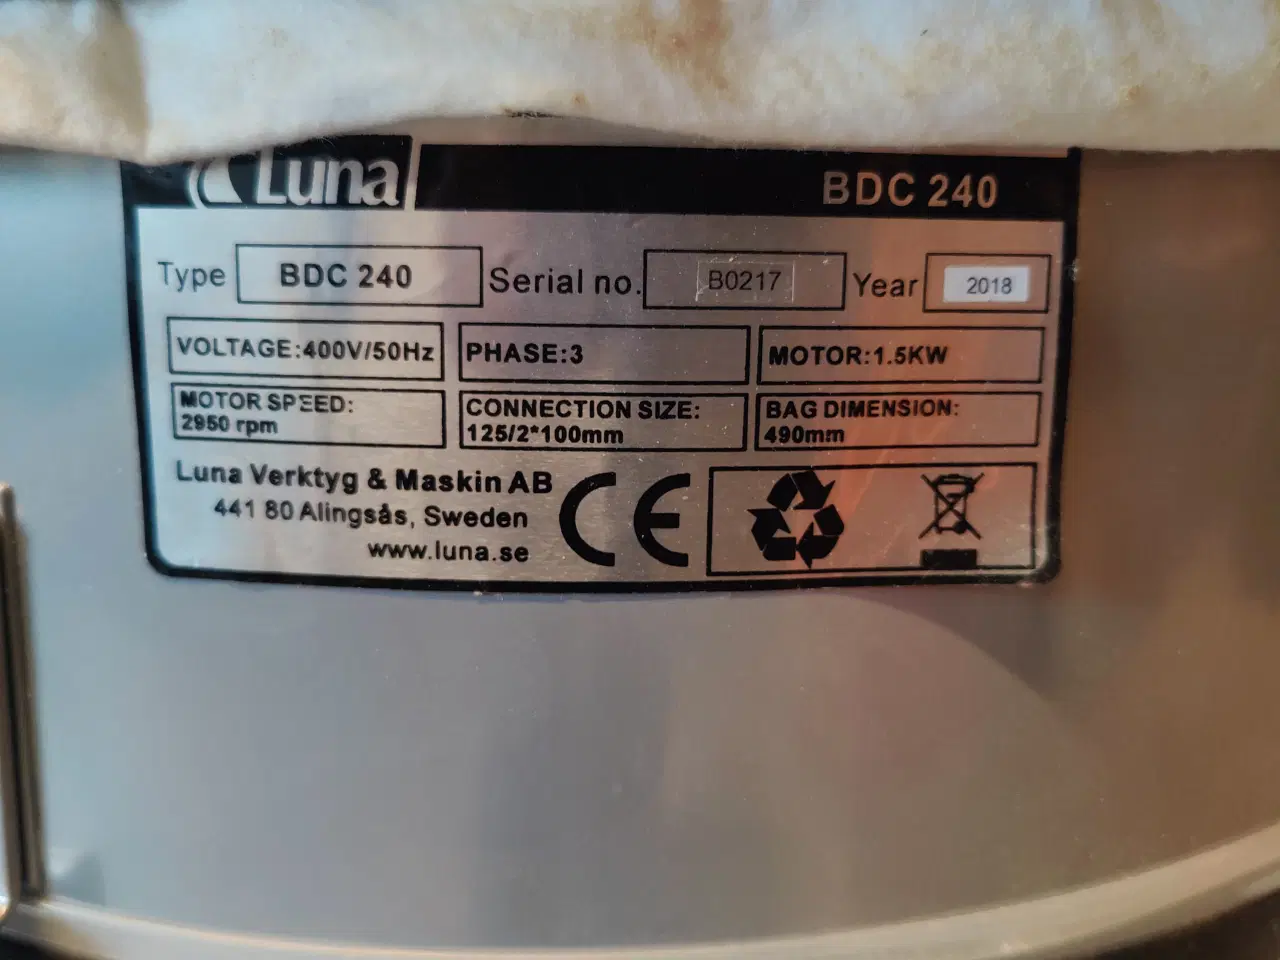 Luna BDC 240
Type BDC 240 Serial no. B0217 Year 2018
VOLTAGE:400V/50Hz PHASE:3 MOTOR:1.5KW
MOTOR SPEED: CONNECTION SIZE: BAG DIMENSION:
2950 rpm 125/2*100mm 490mm
Luna Verktyg & Maskin AB
441 80 Alingsås, Sweden
www.luna.se
CE